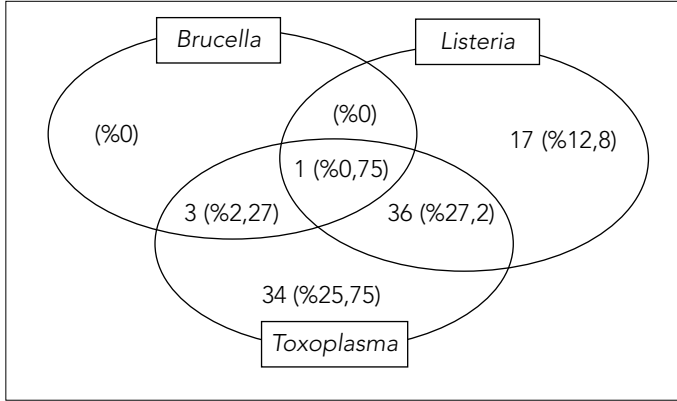 Brucella
Listeria
(%0)
(%0)
17 (%12,8)
1 (%0,75)
3 (%2,27)
36 (%27,2)
34 (%25,75)
Toxoplasma